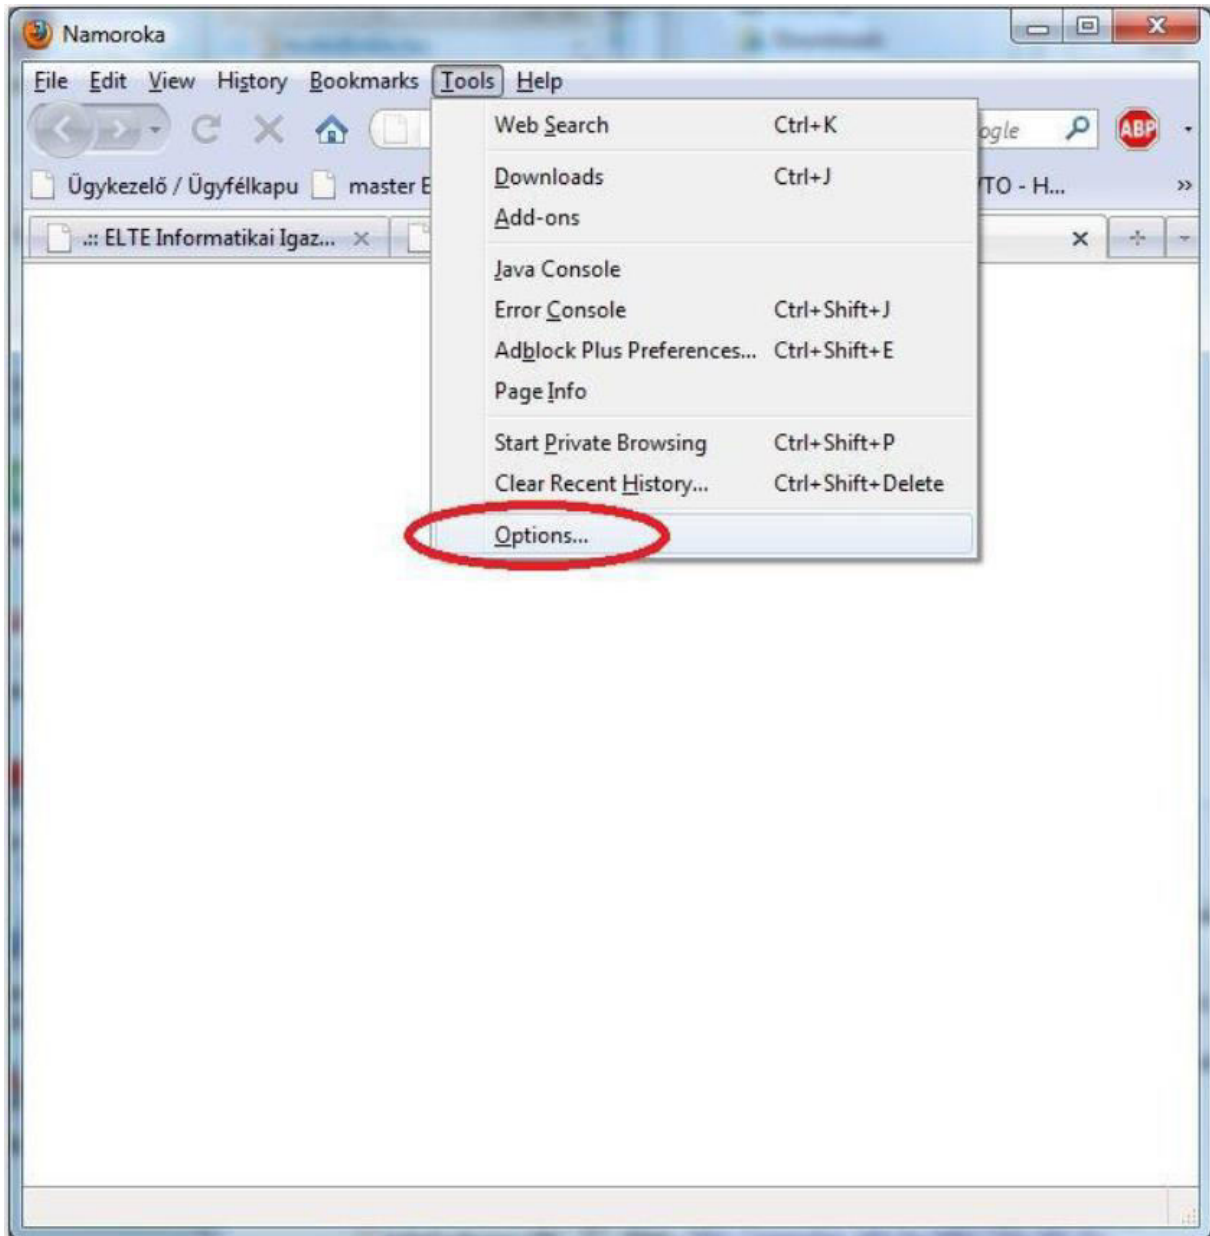 Namoroka
File Edit View History Bookmarks Tools Help
ogle ABP
Ügykezelő / Ügyfélkapu master E TO - H... »
.:: ELTE Informatikai Igaz...
Web Search Ctrl+K
Downloads Ctrl+J
Add-ons
Java Console
Error Console Ctrl+Shift+J
Adblock Plus Preferences... Ctrl+Shift+E
Page Info
Start Private Browsing Ctrl+Shift+P
Clear Recent History... Ctrl+Shift+Delete
Options...